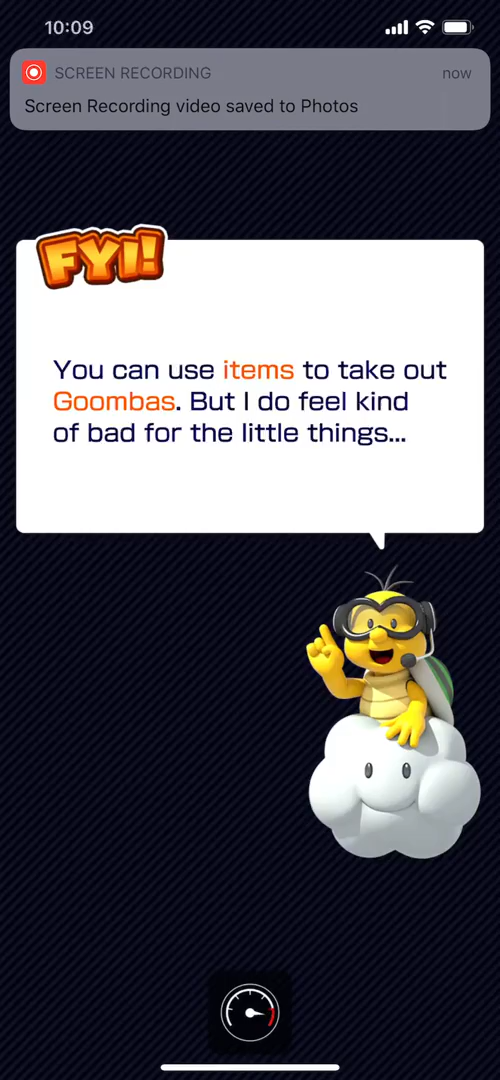 10:09
SCREEN RECORDING now
Screen Recording video saved to Photos
FYI!
You can use items to take out
Goombas. But I do feel kind
of bad for the little things...